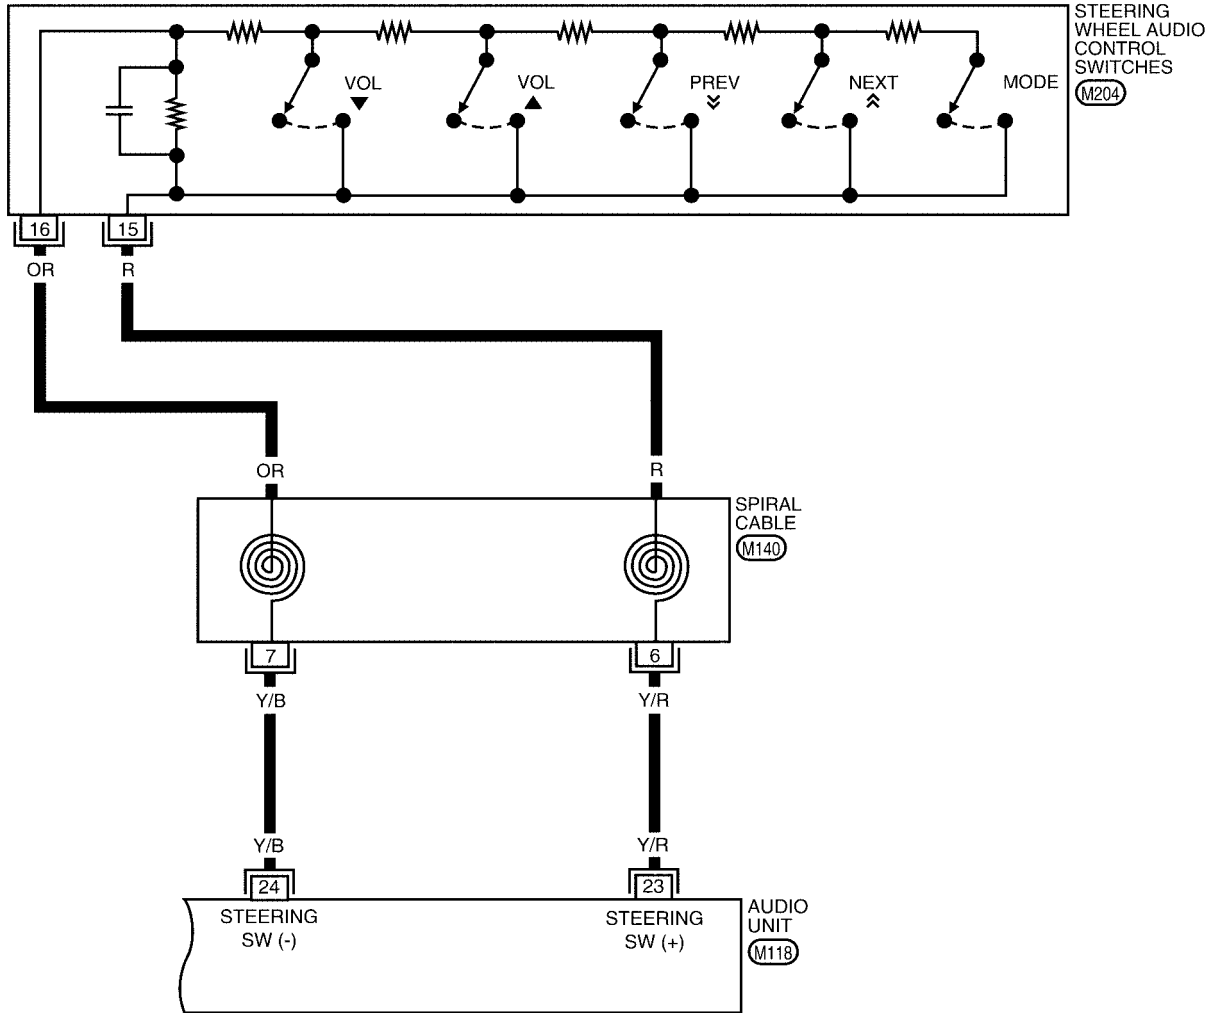 STEERING
WHEEL AUDIO
CONTROL
SWITCHES
M204
VOL
VOL
PREV
NEXT
MODE
16
15
OR
R
OR
R
SPIRAL
CABLE
M140
7
6
Y/B
Y/R
Y/B
Y/R
24
23
STEERING
SW (-)
STEERING
SW (+)
AUDIO
UNIT
M118